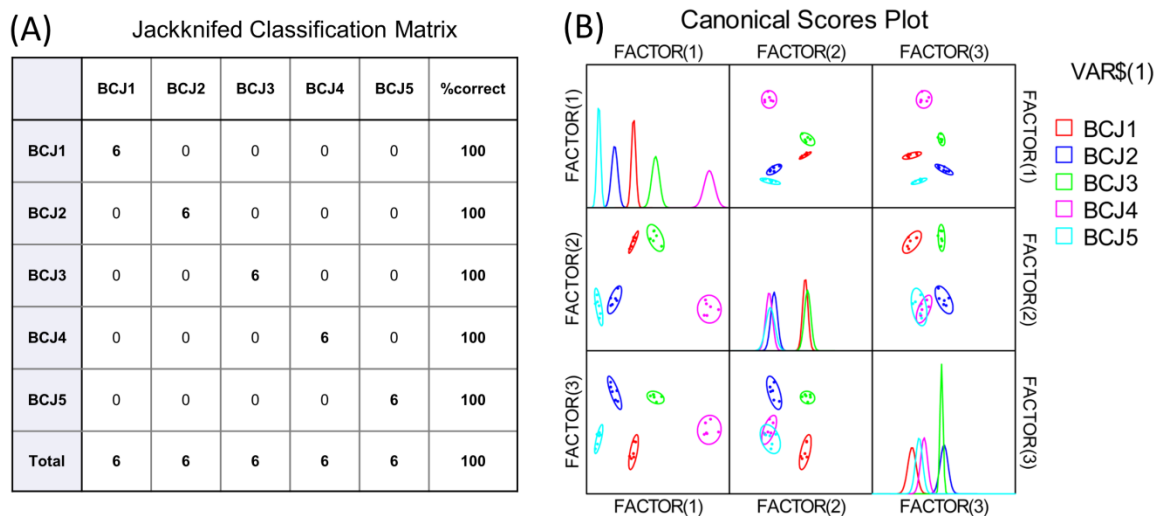 (A)
Jackknifed Classification Matrix
BCJ1 BCJ2 BCJ3 BCJ4 BCJ5 %correct
BCJ1 6 0 0 0 0 100
BCJ2 0 6 0 0 0 100
BCJ3 0 0 6 0 0 100
BCJ4 0 0 0 6 0 100
BCJ5 0 0 0 0 6 100
Total 6 6 6 6 6 100
(B)
Canonical Scores Plot
FACTOR(1) FACTOR(2) FACTOR(3)
FACTOR(1)
FACTOR(1)
FACTOR(2)
FACTOR(2)
FACTOR(3)
FACTOR(3)
FACTOR(1) FACTOR(2) FACTOR(3)
VAR$(1)
BCJ1
BCJ2
BCJ3
BCJ4
BCJ5